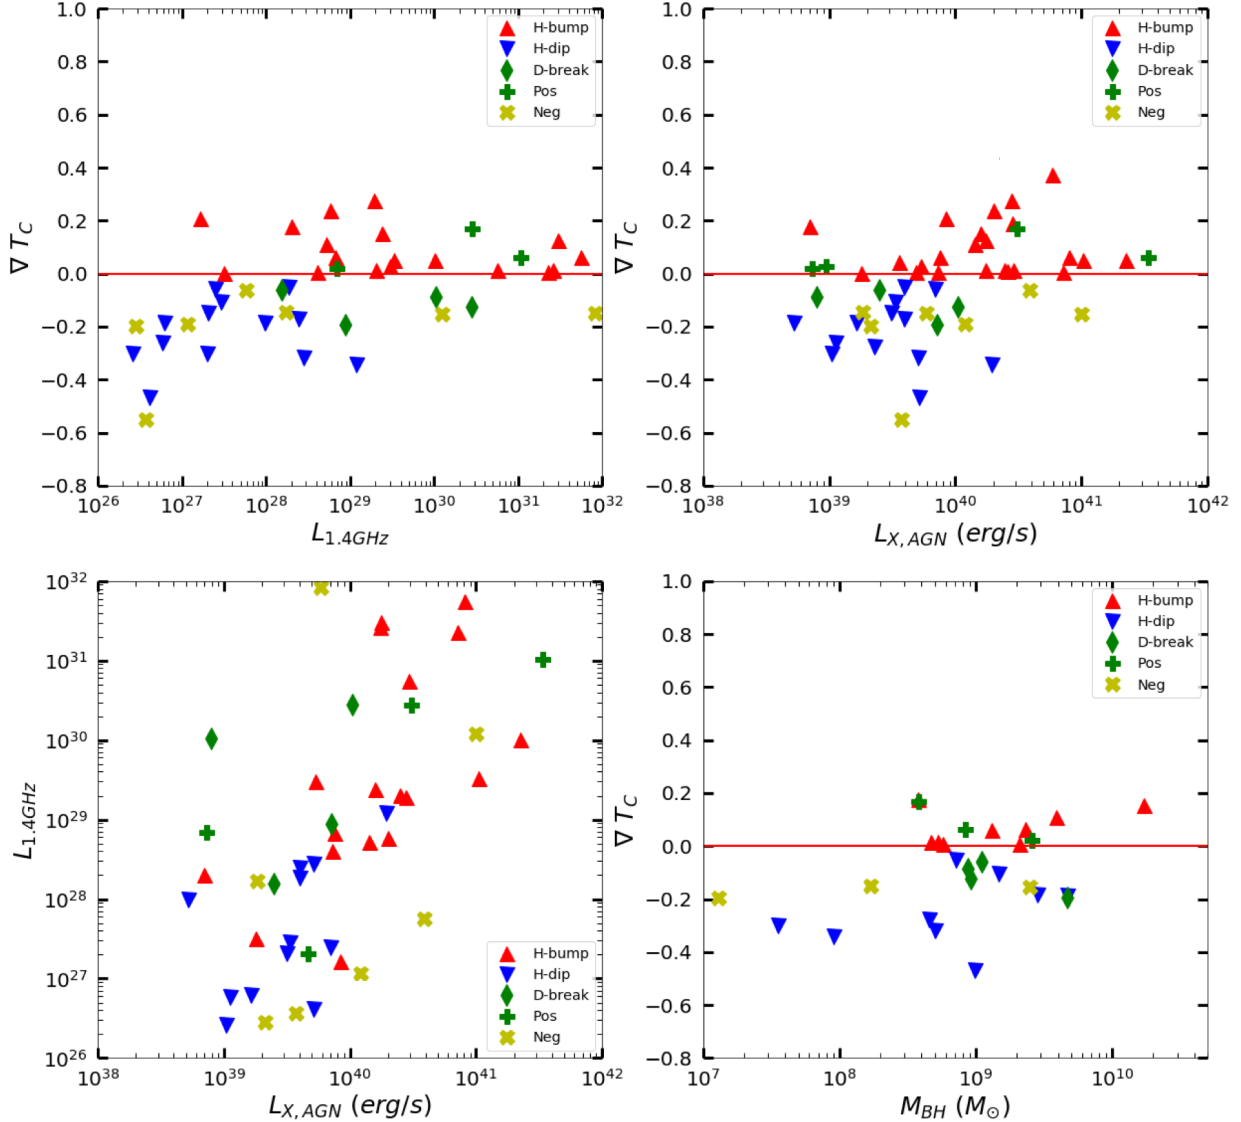 1.0
0.8
0.6
0.4
0.2
0.0
−0.2
−0.4
−0.6
−0.8
∇ T_C
10^26 10^27 10^28 10^29 10^30 10^31 10^32
L_1.4GHz
H-bump
H-dip
D-break
Pos
Neg
1.0
0.8
0.6
0.4
0.2
0.0
−0.2
−0.4
−0.6
−0.8
∇ T_C
10^38 10^39 10^40 10^41 10^42
L_X,AGN (erg/s)
H-bump
H-dip
D-break
Pos
Neg
10^32
10^31
10^30
10^29
10^28
10^27
10^26
L_1.4GHz
10^38 10^39 10^40 10^41 10^42
L_X,AGN (erg/s)
H-bump
H-dip
D-break
Pos
Neg
1.0
0.8
0.6
0.4
0.2
0.0
−0.2
−0.4
−0.6
−0.8
∇ T_C
10^7 10^8 10^9 10^10
M_BH (M_⊙)
H-bump
H-dip
D-break
Pos
Neg